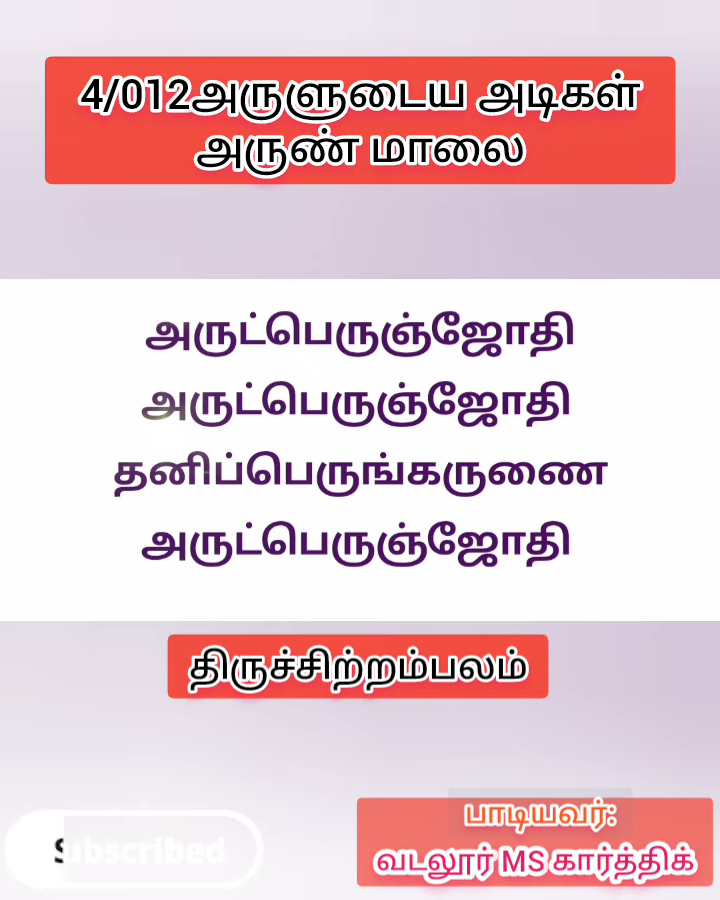 4/012அருளுடைய அடிகள்
அருண் மாலை
அருட்பெருஞ்ஜோதி
அருட்பெருஞ்ஜோதி
தனிப்பெருங்கருணை
அருட்பெருஞ்ஜோதி
திருச்சிற்றம்பலம்
பாடியவர்:
வடலூர் MS கார்த்திக்
Subscribed